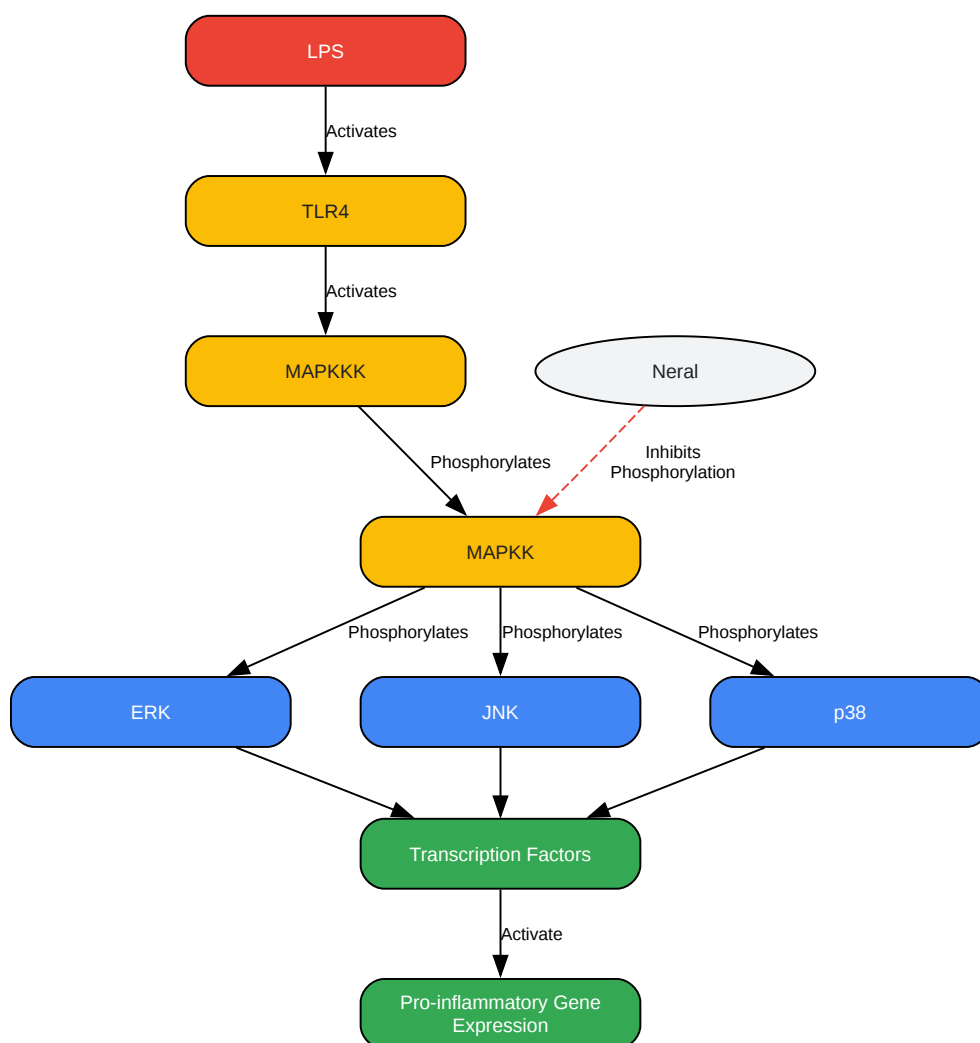 LPS
Activates
TLR4
Activates
MAPKKK
Neral
Phosphorylates
Inhibits
Phosphorylation
MAPKK
Phosphorylates
Phosphorylates
Phosphorylates
ERK
JNK
p38
Transcription Factors
Activate
Pro-inflammatory Gene
Expression